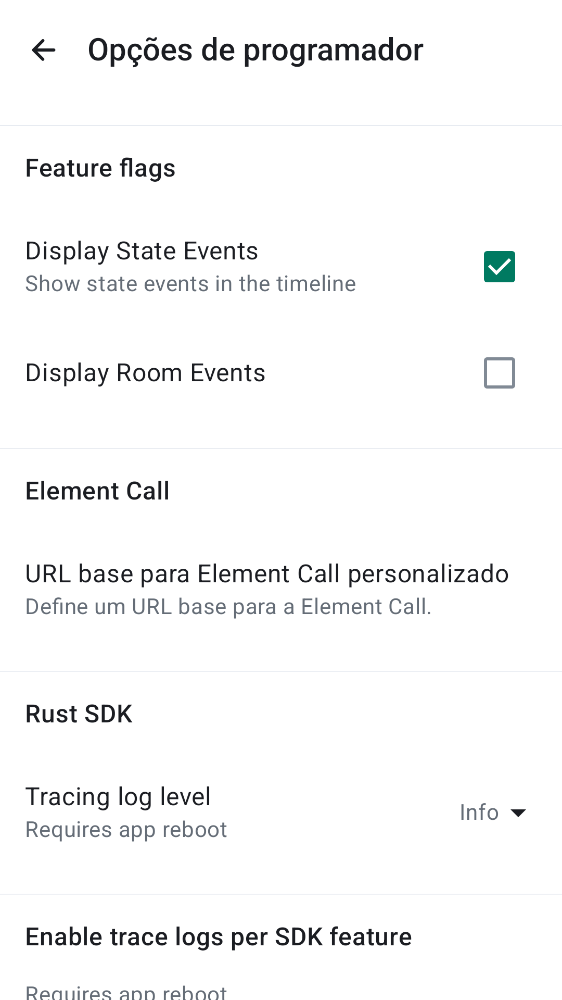 Opções de programador
Feature flags
Display State Events
Show state events in the timeline
Display Room Events
Element Call
URL base para Element Call personalizado
Define um URL base para a Element Call.
Rust SDK
Tracing log level
Requires app reboot
Info
Enable trace logs per SDK feature
Requires app reboot